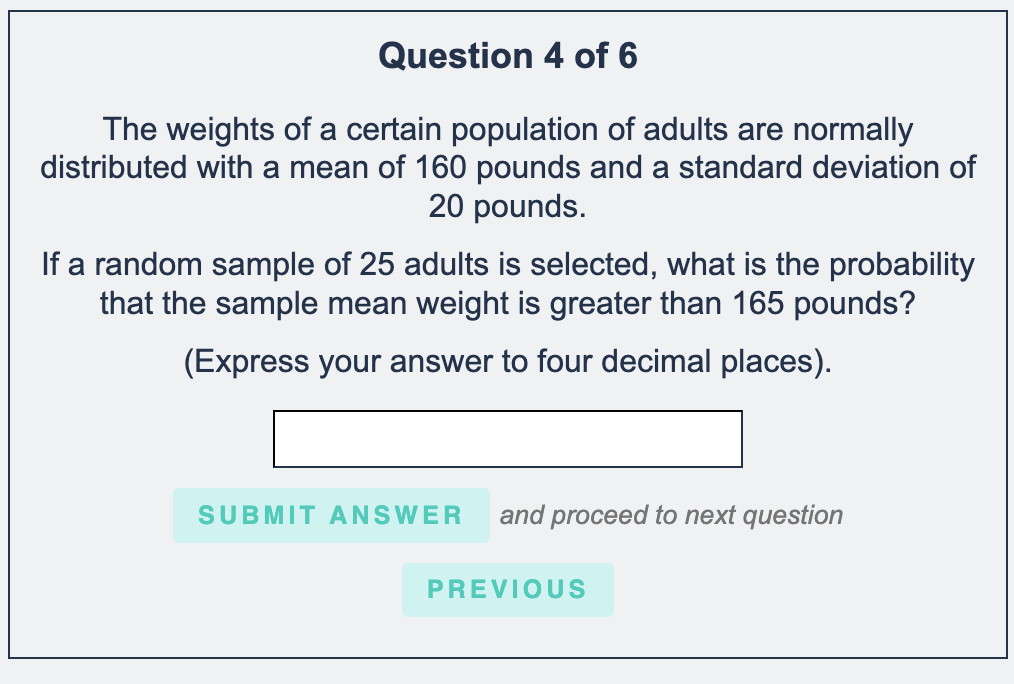 Question 4 of 6
The weights of a certain population of adults are normally
distributed with a mean of 160 pounds and a standard deviation of
20 pounds.
If a random sample of 25 adults is selected, what is the probability
that the sample mean weight is greater than 165 pounds?
(Express your answer to four decimal places).
SUBMIT ANSWER and proceed to next question
PREVIOUS